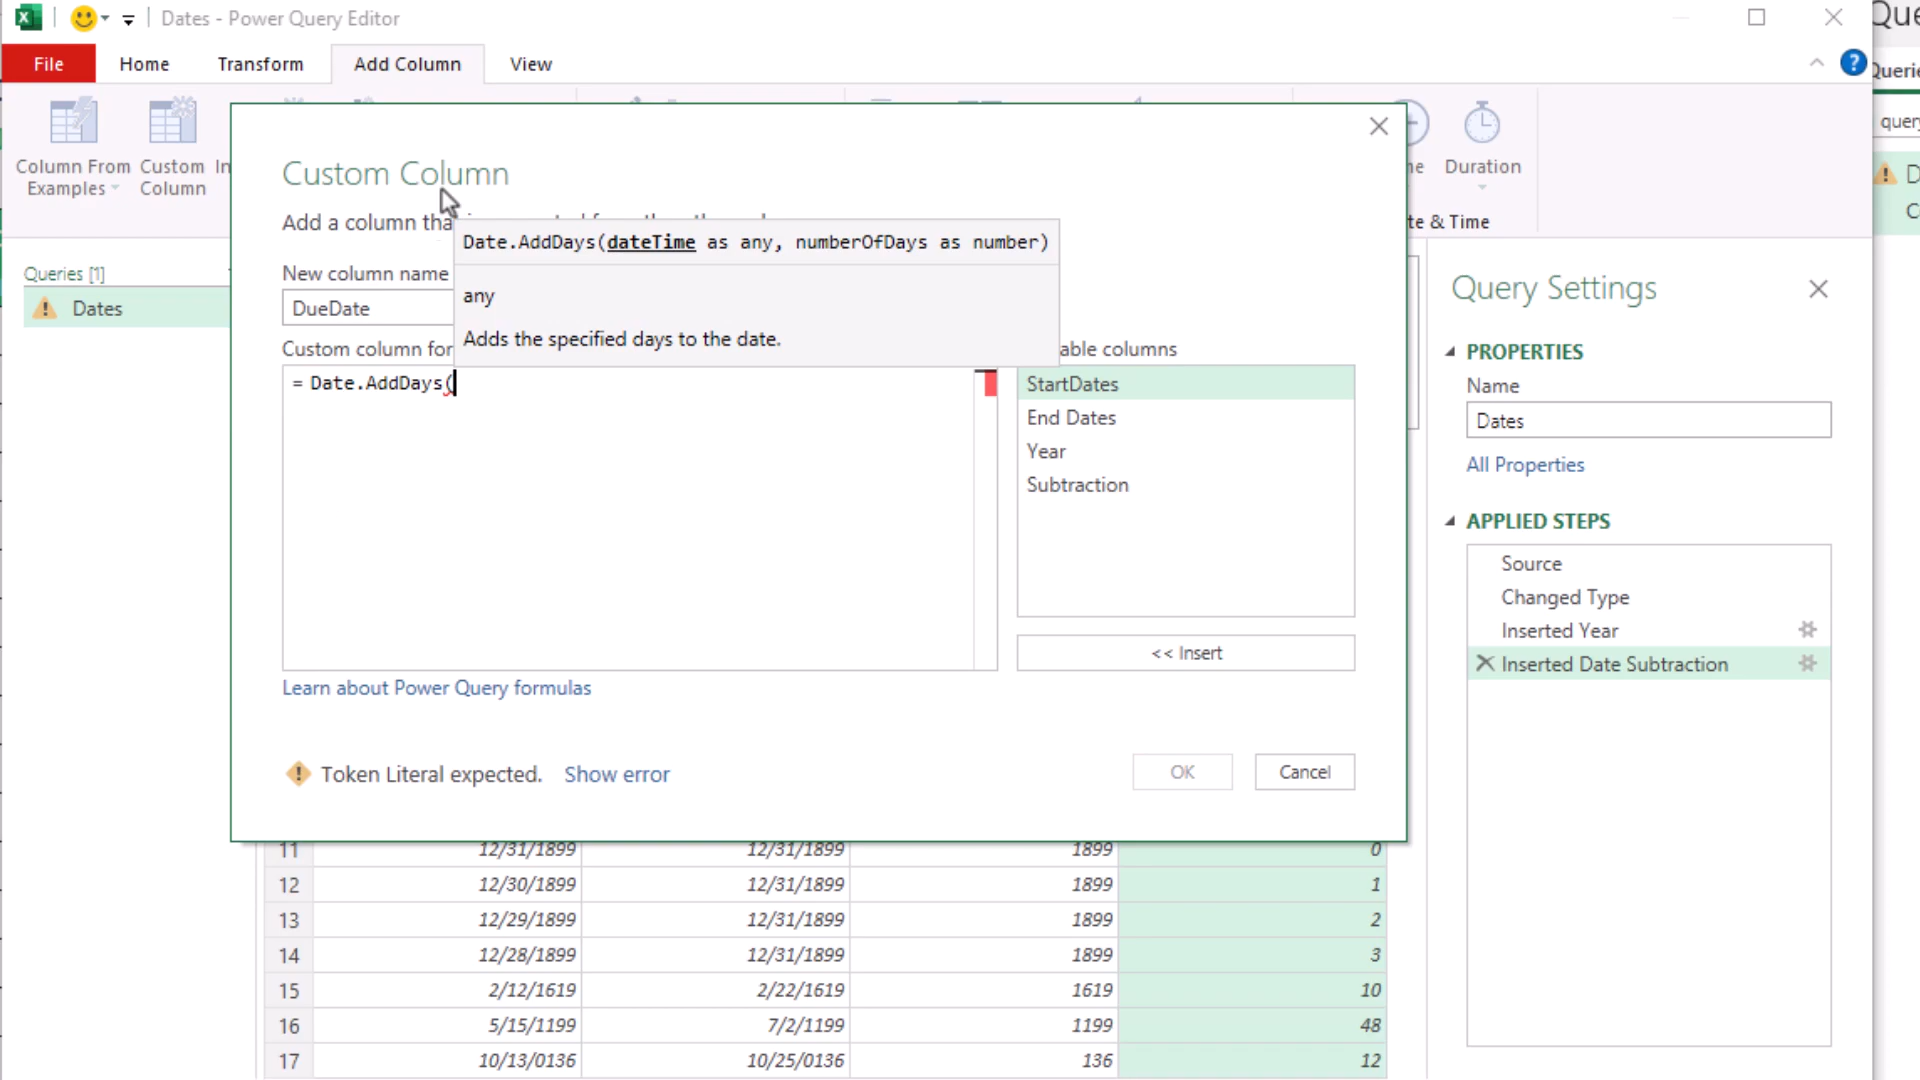 Dates - Power Query Editor
File
Home
Transform
Add Column
View
Column From
Examples
Custom
Column
Duration
te & Time
Queries [1]
Dates
Custom Column
Add a column tha
New column name
DueDate
Custom column for
Date.AddDays(dateTime as any, numberOfDays as number)
any
Adds the specified days to the date.
= Date.AddDays(
able columns
StartDates
End Dates
Year
Subtraction
<< Insert
Learn about Power Query formulas
Token Literal expected. Show error
OK
Cancel
11 12/31/1899 12/31/1899 1899 0
12 12/30/1899 12/31/1899 1899 1
13 12/29/1899 12/31/1899 1899 2
14 12/28/1899 12/31/1899 1899 3
15 2/12/1619 2/22/1619 1619 10
16 5/15/1199 7/2/1199 1199 48
17 10/13/0136 10/25/0136 136 12
Query Settings
PROPERTIES
Name
Dates
All Properties
APPLIED STEPS
Source
Changed Type
Inserted Year
Inserted Date Subtraction
Que
Querie
query